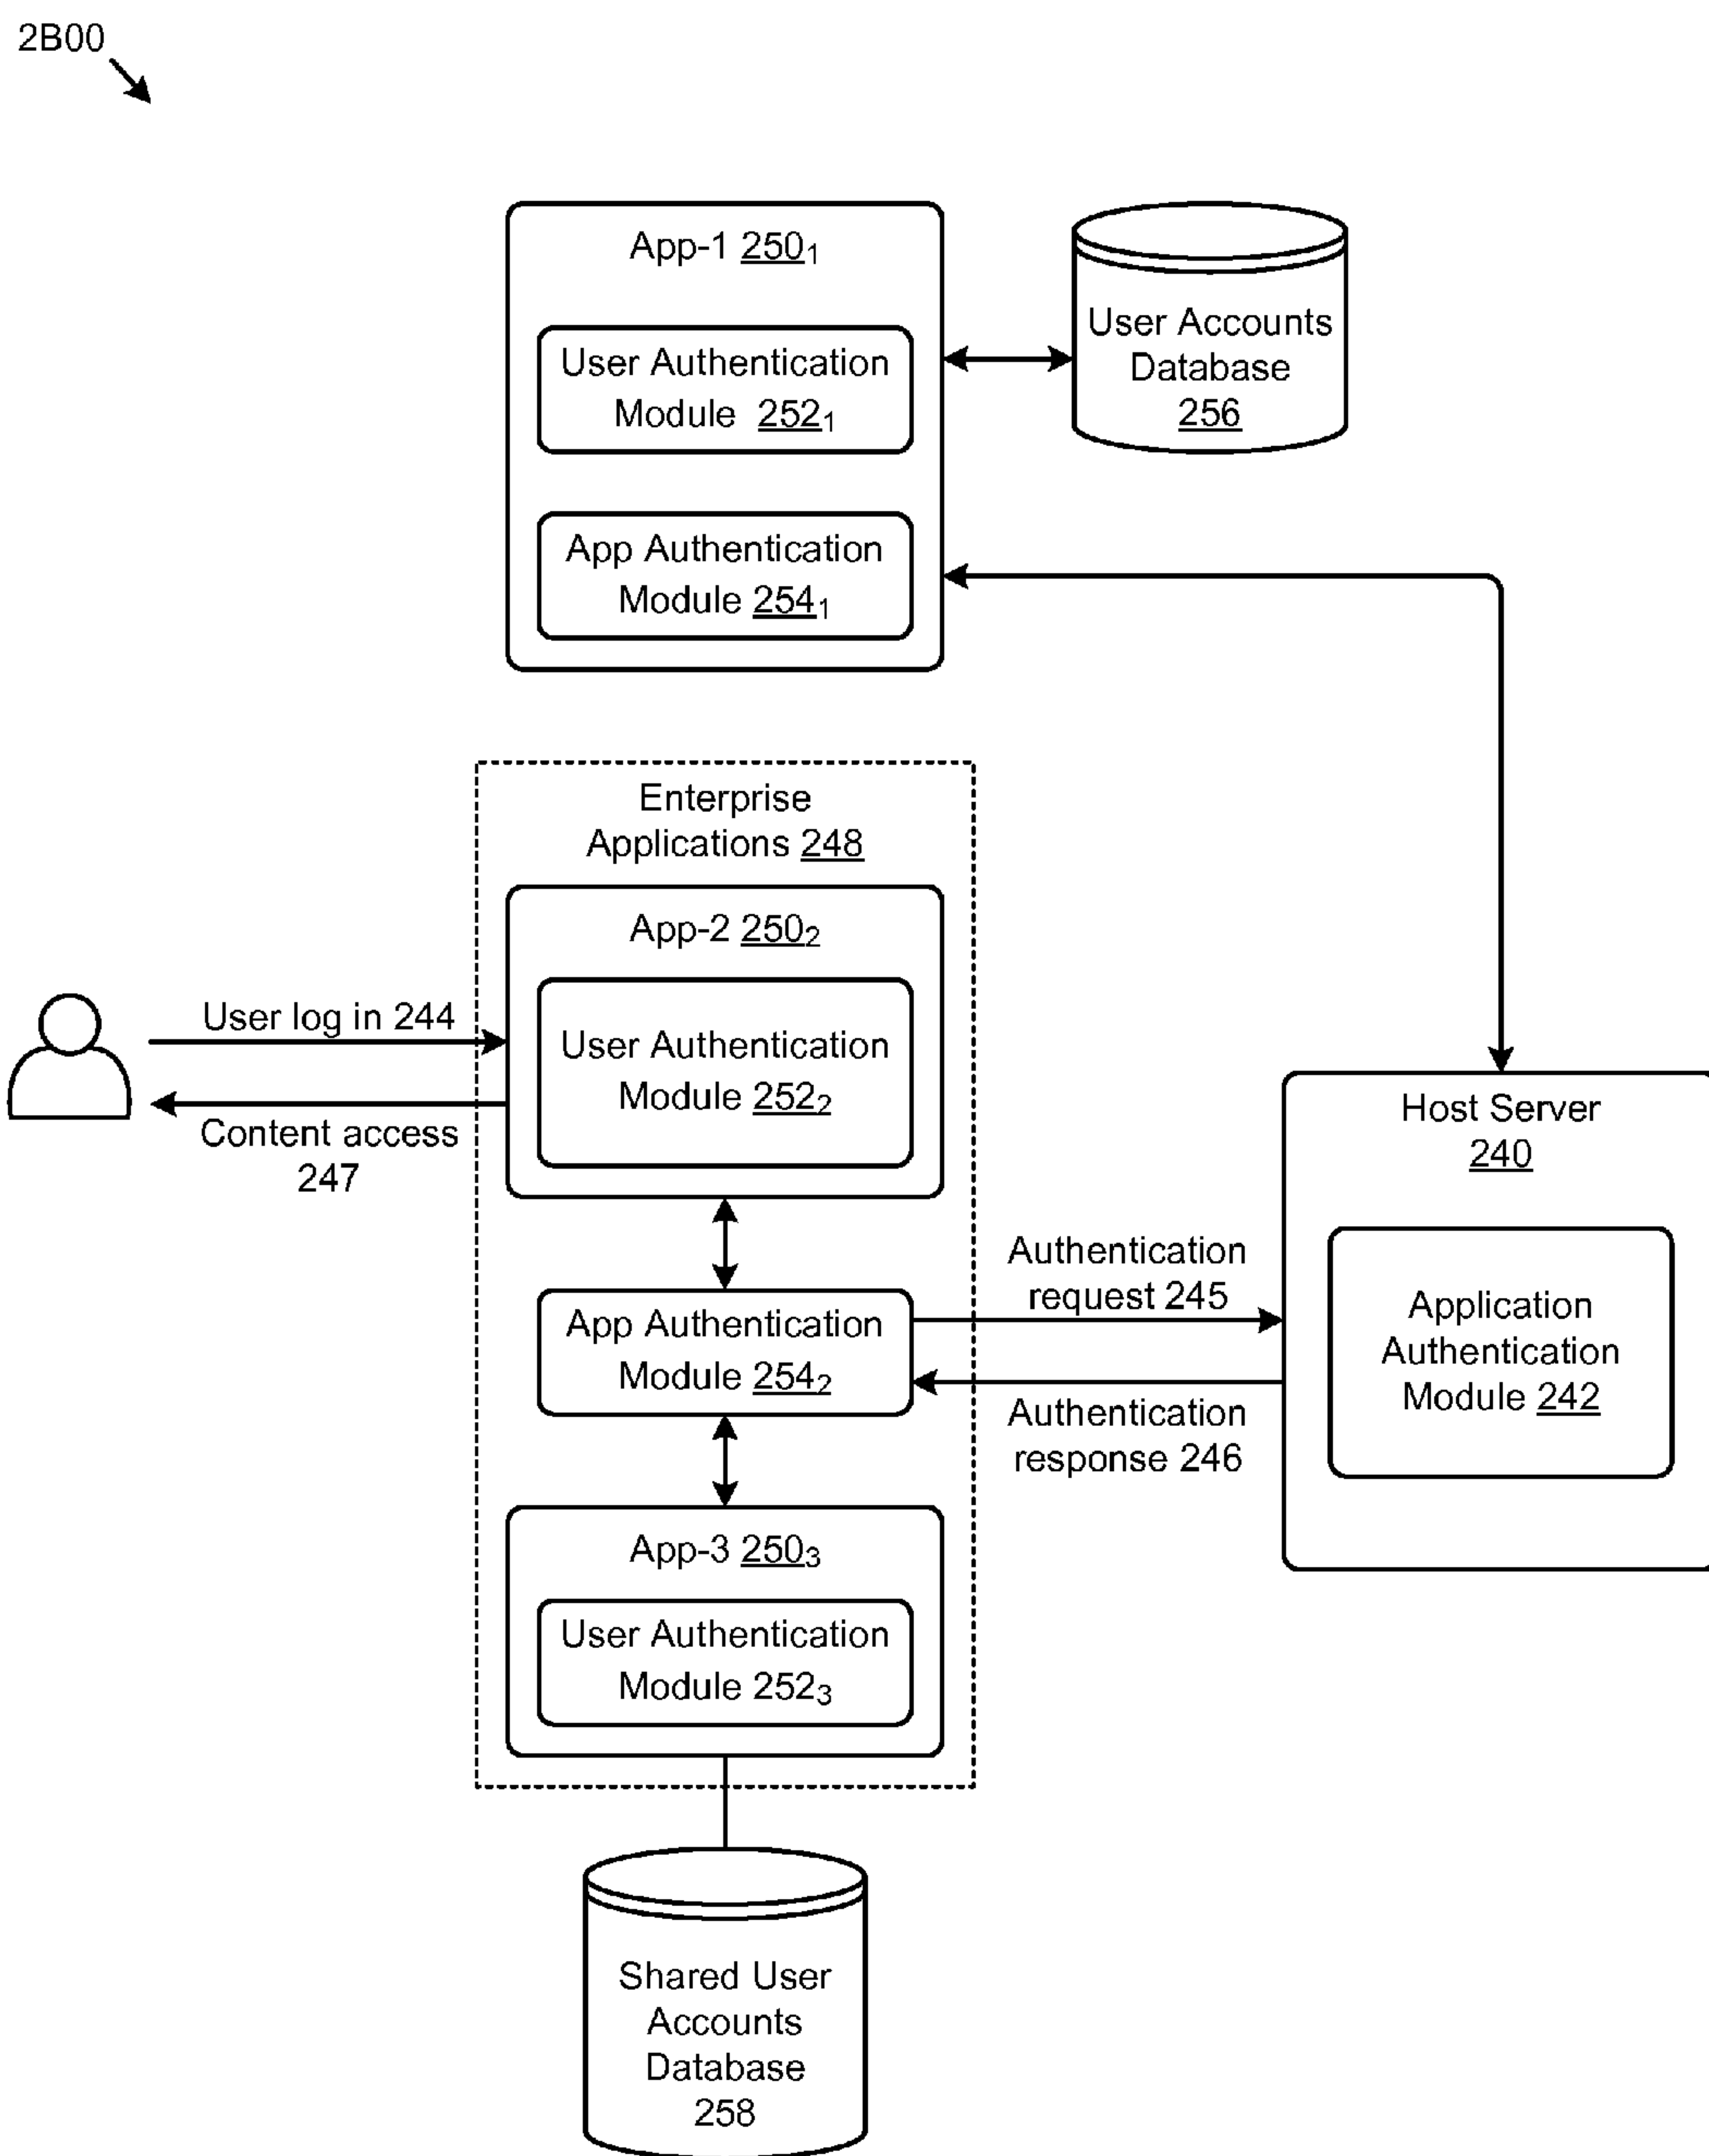 2B00
App-1 250₁
User Authentication
Module 252₁
App Authentication
Module 254₁
User Accounts
Database
256
Enterprise
Applications 248
App-2 250₂
User Authentication
Module 252₂
User log in 244
Content access
247
App Authentication
Module 254₂
Authentication
request 245
Authentication
response 246
Host Server
240
Application
Authentication
Module 242
App-3 250₃
User Authentication
Module 252₃
Shared User
Accounts
Database
258